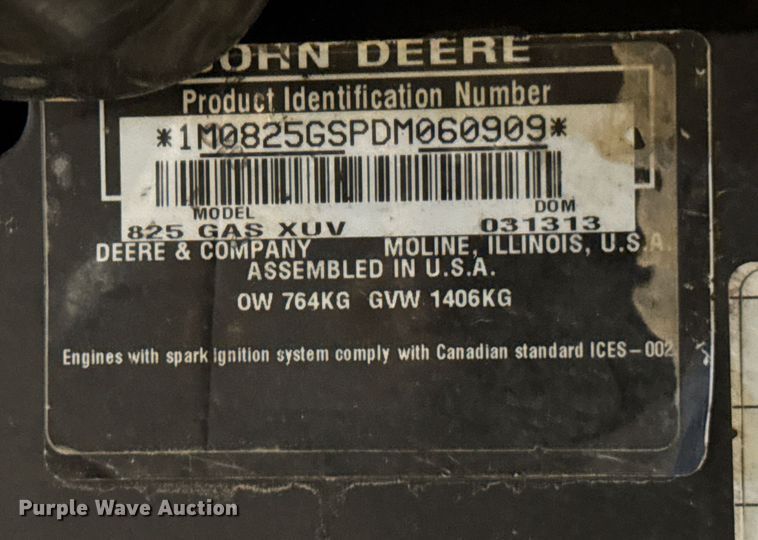 JOHN DEERE
Product Identification Number
*1M0825GSPDM060909*
MODEL DOM
825 GAS XUV 031313
DEERE & COMPANY MOLINE, ILLINOIS, U.S.A.
ASSEMBLED IN U.S.A.
OW 764KG GVW 1406KG
Engines with spark ignition system comply with Canadian standard ICES-002
Purple Wave Auction